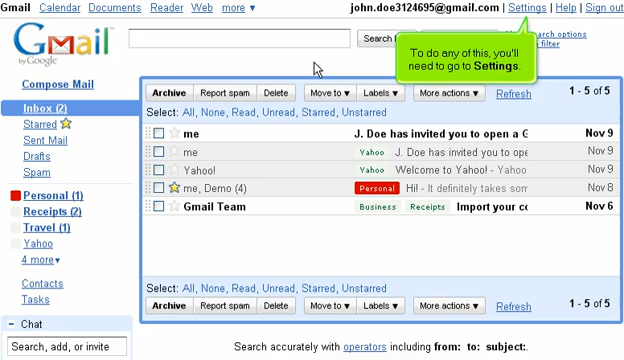 Gmail Calendar Documents Reader Web more ▾ john.doe3124695@gmail.com | Settings | Help | Sign out
Gmail
by Google
To do any of this, you'll
need to go to Settings.
search options
filter
Compose Mail
Inbox (2)
Starred
Sent Mail
Drafts
Spam
Personal (1)
Receipts (2)
Travel (1)
Yahoo
4 more ▾
Contacts
Tasks
Chat
Search, add, or invite
Archive Report spam Delete Move to ▾ Labels ▾ More actions ▾ Refresh 1 - 5 of 5
Select: All, None, Read, Unread, Starred, Unstarred
me J. Doe has invited you to open a G Nov 9
me Yahoo J. Doe has invited you to ope Nov 9
Yahoo! Yahoo Welcome to Yahoo! - Yahoo Nov 9
me, Demo (4) Personal Hi! - It definitely takes som Nov 8
Gmail Team Business Receipts Import your co Nov 6
Select: All, None, Read, Unread, Starred, Unstarred
Archive Report spam Delete Move to ▾ Labels ▾ More actions ▾ Refresh 1 - 5 of 5
Search accurately with operators including from: to: subject:.